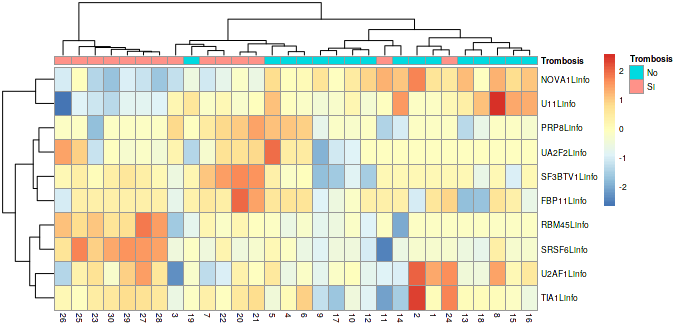 Trombosis
NOVA1Linfo
U11Linfo
PRP8Linfo
UA2F2Linfo
SF3BTV1Linfo
FBP11Linfo
RBM45Linfo
SRSF6Linfo
U2AF1Linfo
TIA1Linfo
26 25 23 30 29 27 28 3 19 7 22 20 21 5 4 6 9 17 10 12 11 14 2 1 24 13 18 8 15 16
2
1
0
-1
-2
Trombosis
No
Si